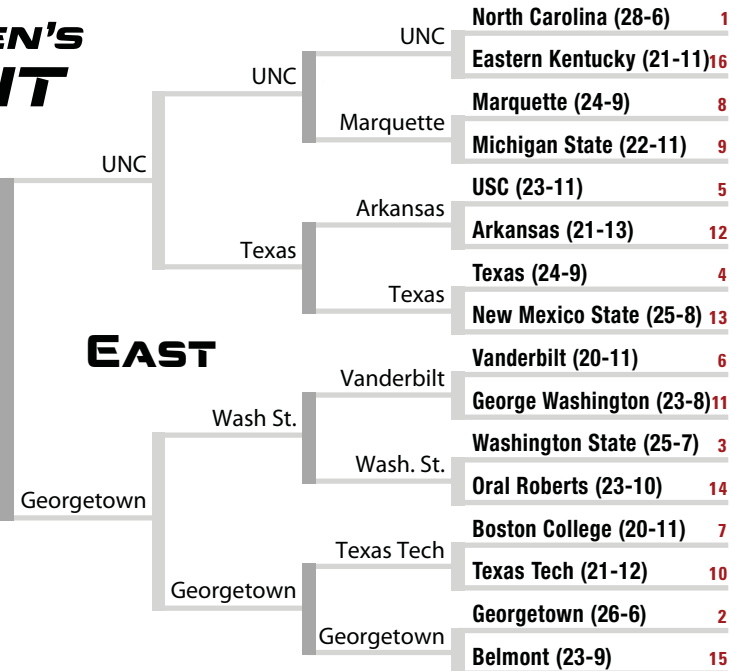 EN'S
NT
EAST
North Carolina (28-6) 1
Eastern Kentucky (21-11) 16
Marquette (24-9) 8
Michigan State (22-11) 9
USC (23-11) 5
Arkansas (21-13) 12
Texas (24-9) 4
New Mexico State (25-8) 13
Vanderbilt (20-11) 6
George Washington (23-8) 11
Washington State (25-7) 3
Oral Roberts (23-10) 14
Boston College (20-11) 7
Texas Tech (21-12) 10
Georgetown (26-6) 2
Belmont (23-9) 15
UNC
Marquette
Arkansas
Texas
Vanderbilt
Wash. St.
Texas Tech
Georgetown
UNC
Texas
Wash St.
Georgetown
UNC
Georgetown